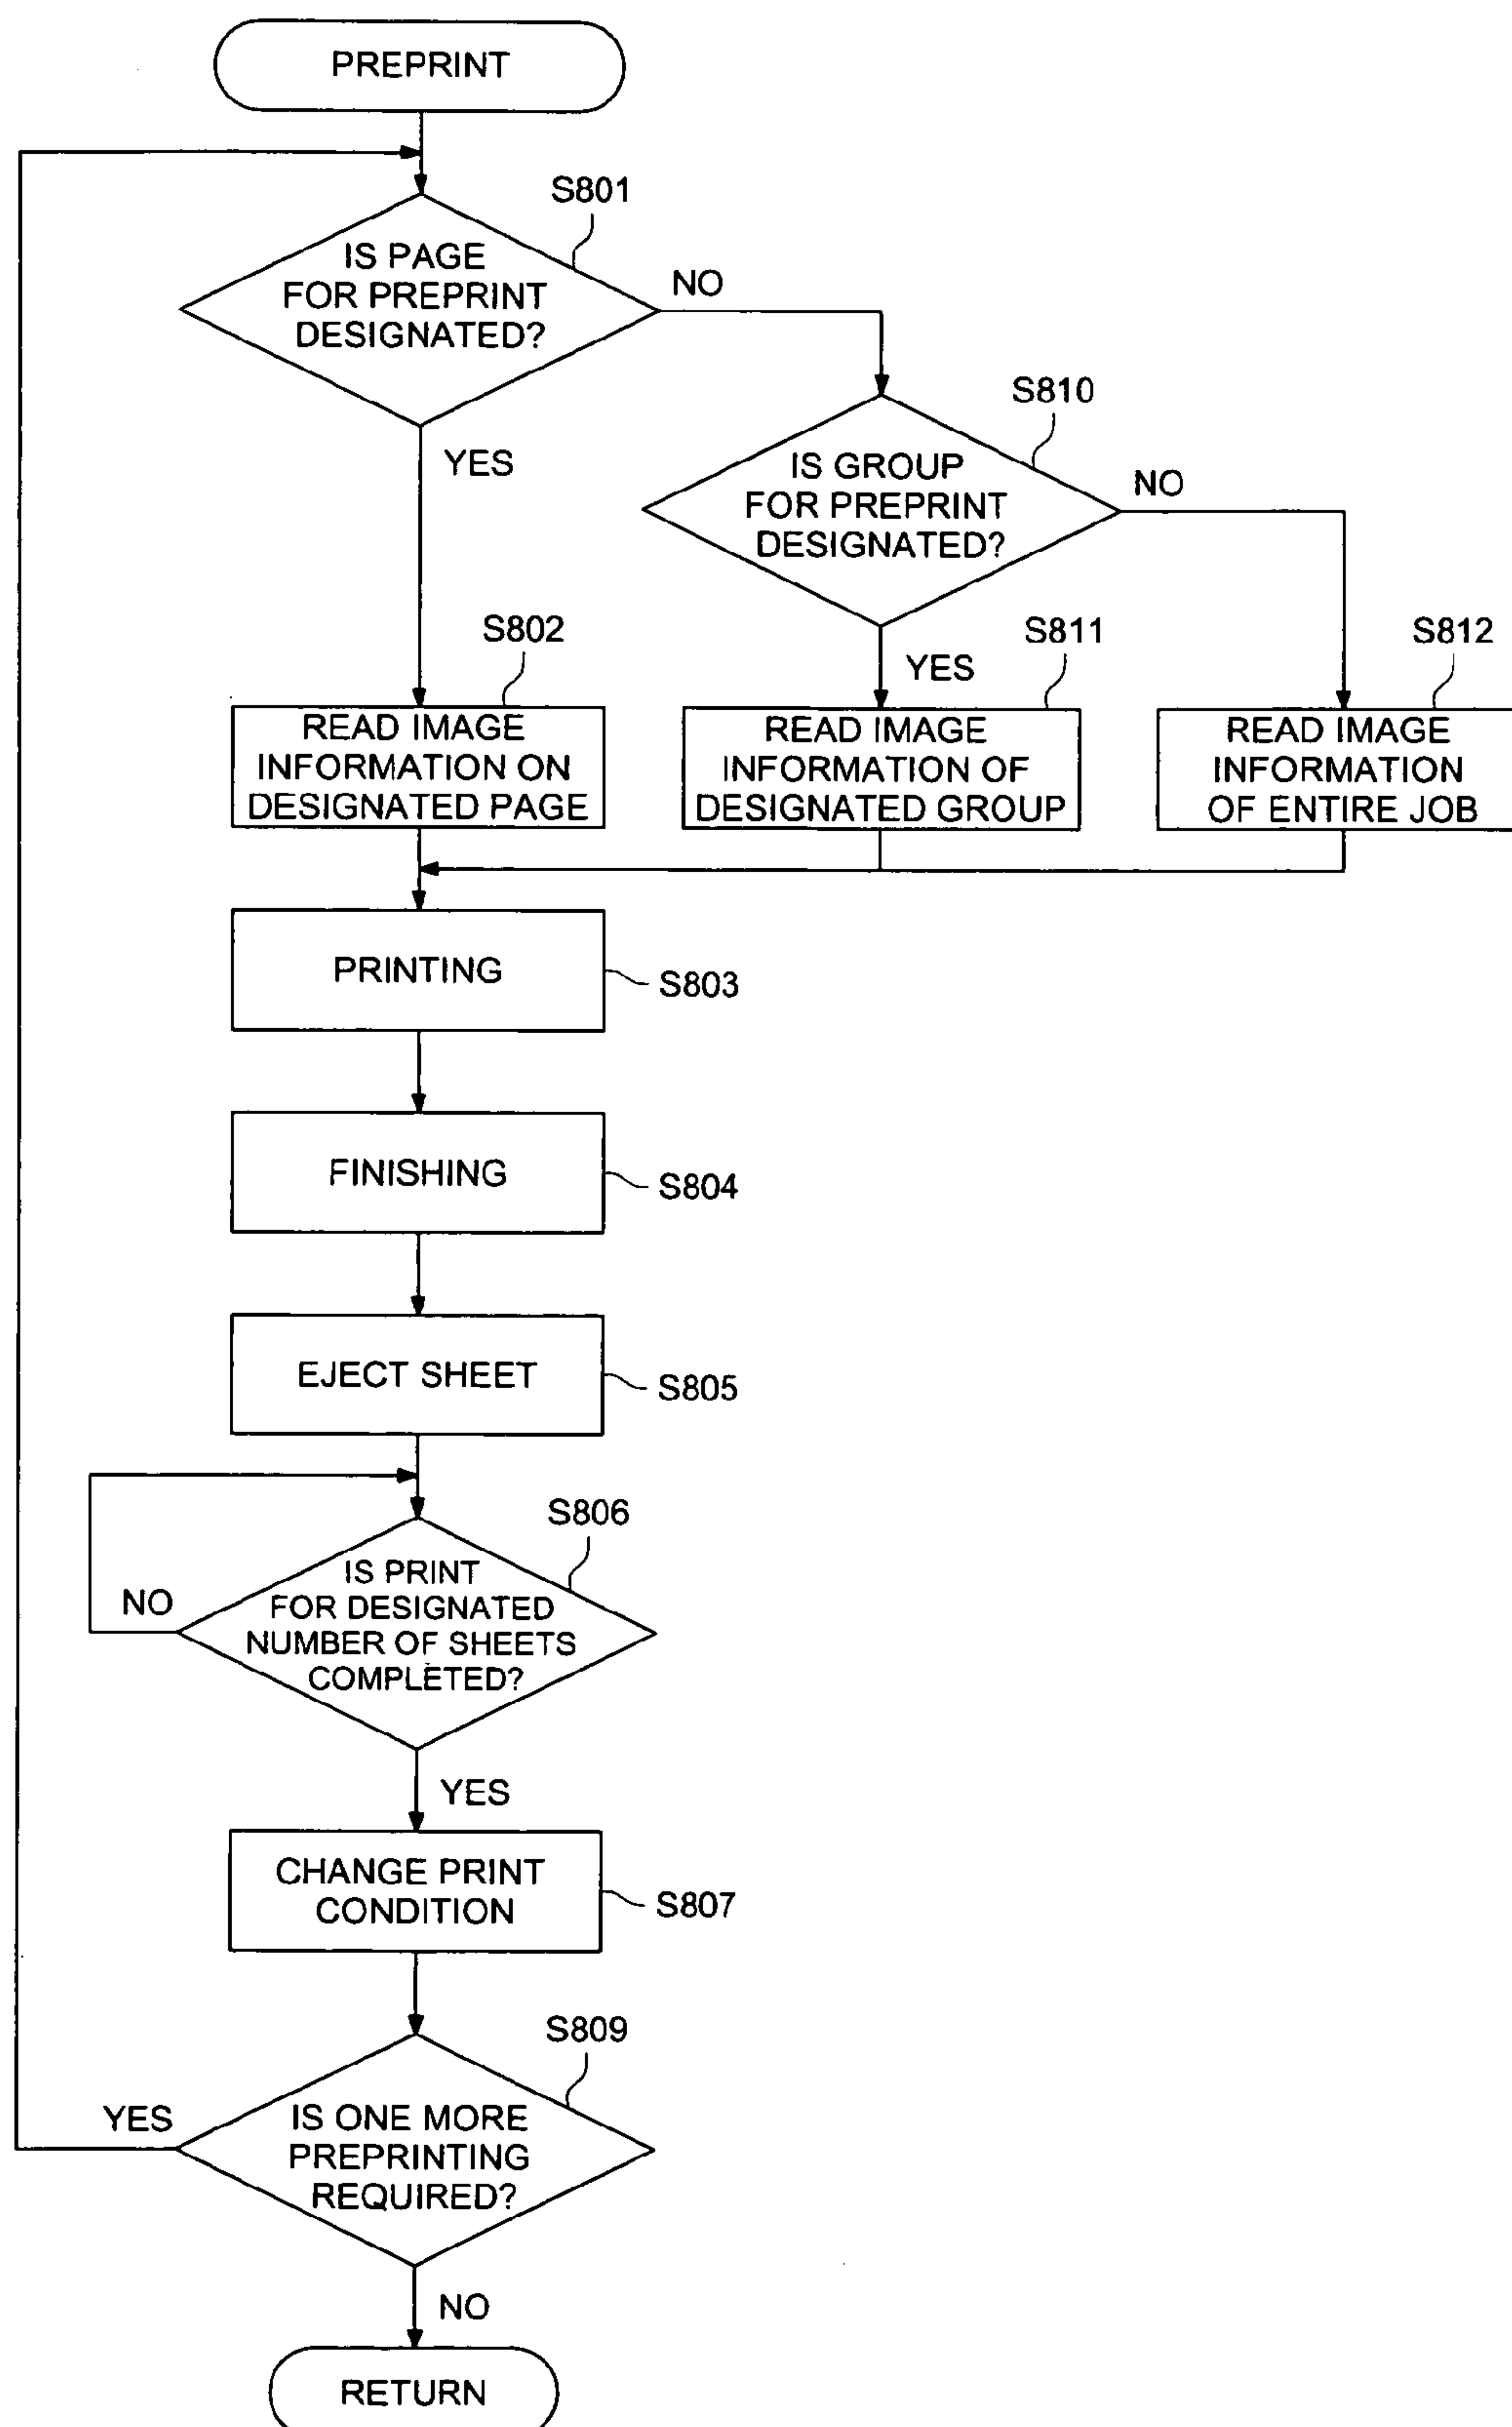 PREPRINT
S801
IS PAGE
FOR PREPRINT
DESIGNATED?
NO
YES
S810
IS GROUP
FOR PREPRINT
DESIGNATED?
NO
YES
S802
READ IMAGE
INFORMATION ON
DESIGNATED PAGE
S811
READ IMAGE
INFORMATION OF
DESIGNATED GROUP
S812
READ IMAGE
INFORMATION
OF ENTIRE JOB
PRINTING
S803
FINISHING
S804
EJECT SHEET
S805
S806
IS PRINT
FOR DESIGNATED
NUMBER OF SHEETS
COMPLETED?
NO
YES
CHANGE PRINT
CONDITION
S807
S809
IS ONE MORE
PREPRINTING
REQUIRED?
YES
NO
RETURN